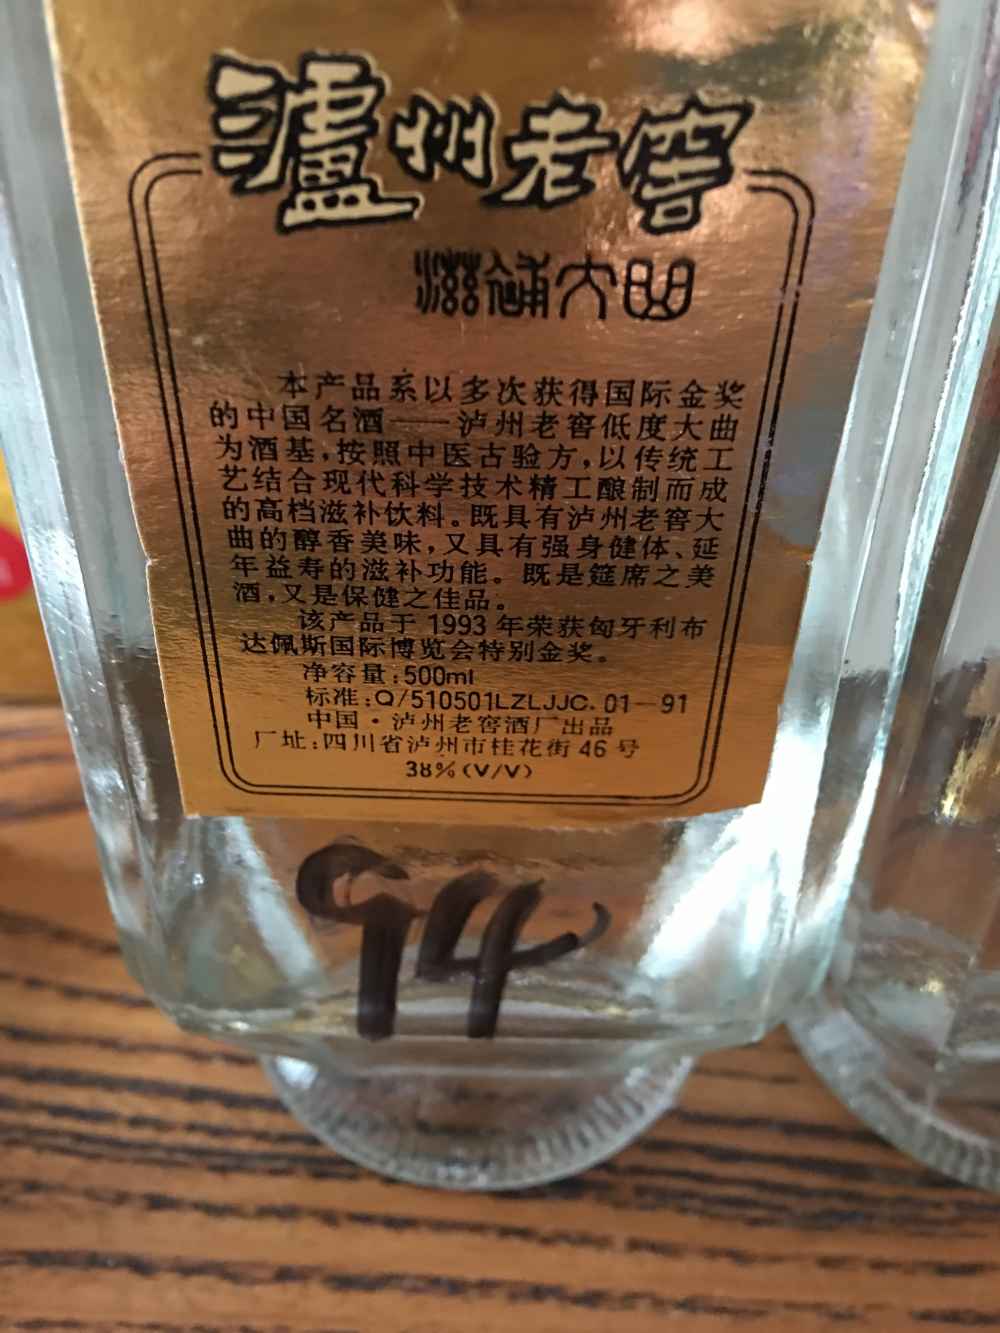 泸州老窖
滋补大曲
本产品系以多次获得国际金奖
的中国名酒——泸州老窖低度大曲
为酒基，按照中医古验方，以传统工
艺结合现代科学技术精工酿制而成
的高档滋补饮料。既具有泸州老窖大
曲的醇香美味，又具有强身健体、延
年益寿的滋补功能。既是筵席之美
酒，又是保健之佳品。
该产品于1993年荣获匈牙利布
达佩斯国际博览会特别金奖。
净容量：500ml
标准：Q/510501LZLJJC.01—91
中国·泸州老窖酒厂出品
厂址：四川省泸州市桂花街46号
38%(V/V)
94